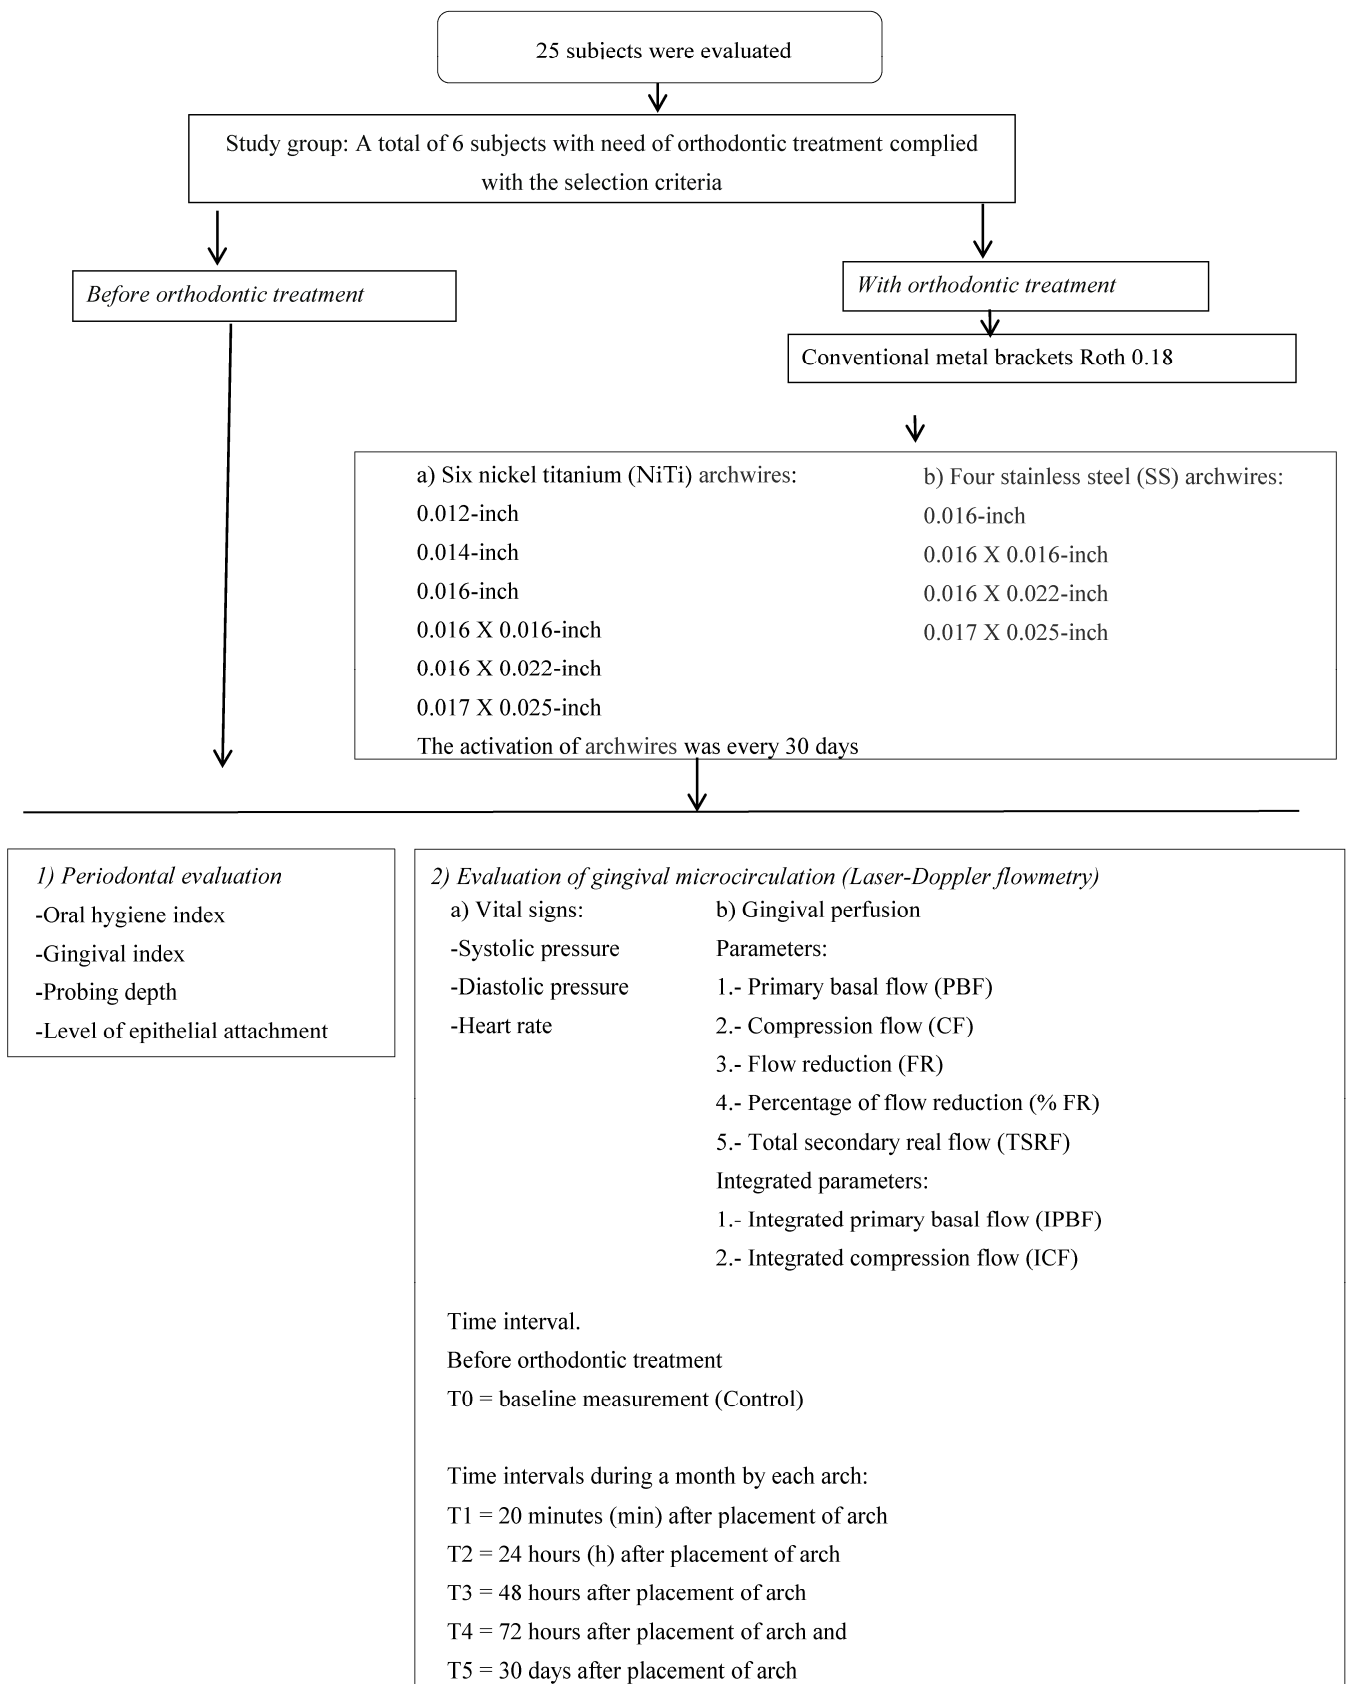 25 subjects were evaluated
Study group: A total of 6 subjects with need of orthodontic treatment complied
with the selection criteria
Before orthodontic treatment
With orthodontic treatment
Conventional metal brackets Roth 0.18
a) Six nickel titanium (NiTi) archwires:
0.012-inch
0.014-inch
0.016-inch
0.016 X 0.016-inch
0.016 X 0.022-inch
0.017 X 0.025-inch
The activation of archwires was every 30 days
b) Four stainless steel (SS) archwires:
0.016-inch
0.016 X 0.016-inch
0.016 X 0.022-inch
0.017 X 0.025-inch
1) Periodontal evaluation
-Oral hygiene index
-Gingival index
-Probing depth
-Level of epithelial attachment
2) Evaluation of gingival microcirculation (Laser-Doppler flowmetry)
a) Vital signs:
-Systolic pressure
-Diastolic pressure
-Heart rate
b) Gingival perfusion
Parameters:
1.- Primary basal flow (PBF)
2.- Compression flow (CF)
3.- Flow reduction (FR)
4.- Percentage of flow reduction (% FR)
5.- Total secondary real flow (TSRF)
Integrated parameters:
1.- Integrated primary basal flow (IPBF)
2.- Integrated compression flow (ICF)
Time interval.
Before orthodontic treatment
T0 = baseline measurement (Control)
Time intervals during a month by each arch:
T1 = 20 minutes (min) after placement of arch
T2 = 24 hours (h) after placement of arch
T3 = 48 hours after placement of arch
T4 = 72 hours after placement of arch and
T5 = 30 days after placement of arch